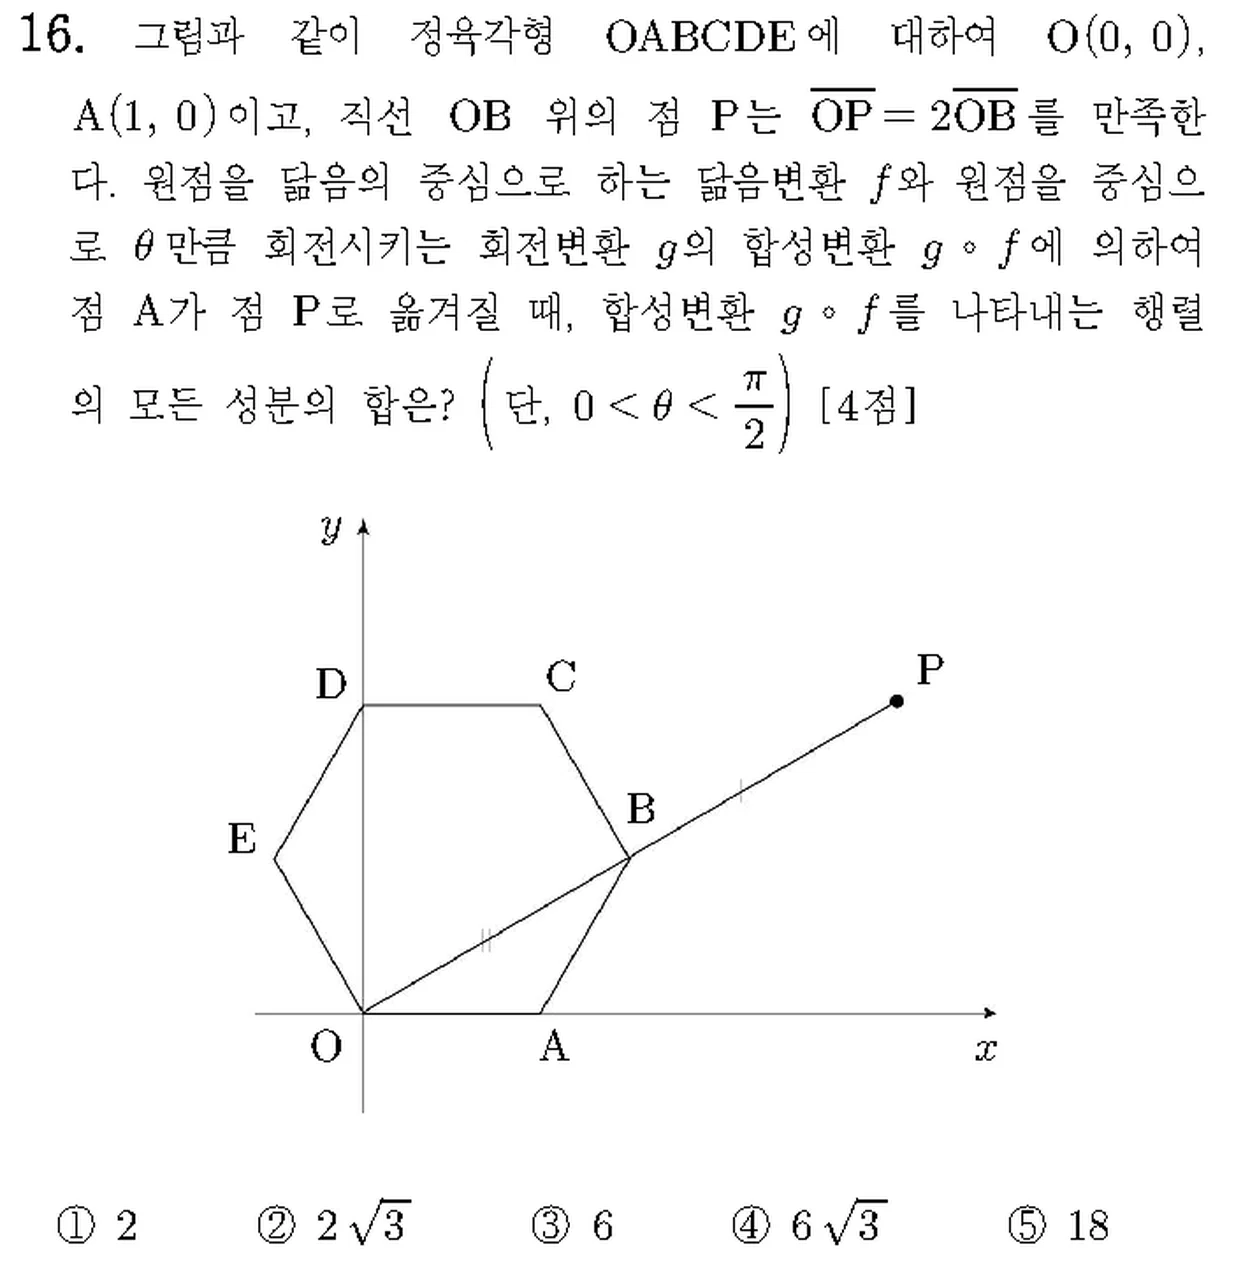 16. 그림과 같이 정육각형 OABCDE에 대하여 O(0, 0),
A(1, 0)이고, 직선 OB 위의 점 P는 \overline{OP} = 2\overline{OB}를 만족한
다. 원점을 닮음의 중심으로 하는 닮음변환 f와 원점을 중심으
로 θ만큼 회전시키는 회전변환 g의 합성변환 g∘f에 의하여
점 A가 점 P로 옮겨질 때, 합성변환 g∘f를 나타내는 행렬
의 모든 성분의 합은? (단, 0 < θ < π/2) [4점]
y
D C P
B
E
O A x
① 2 ② 2√3 ③ 6 ④ 6√3 ⑤ 18